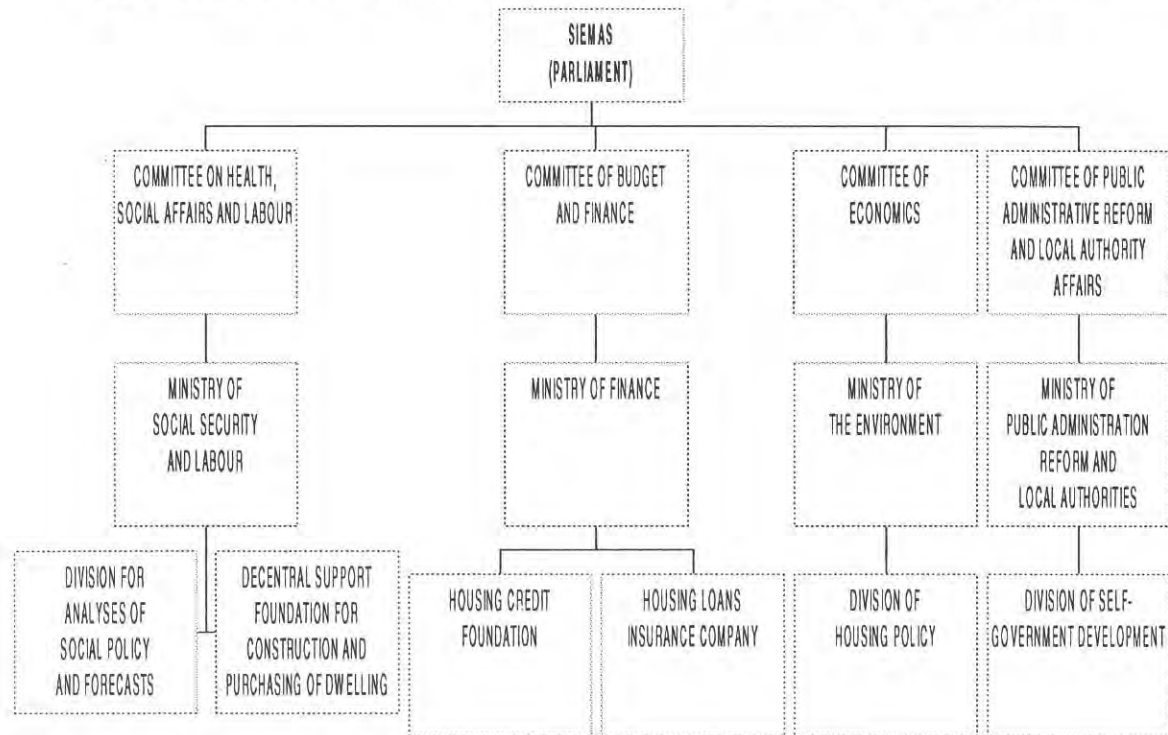 SIEMAS
(PARLIAMENT)
COMMITTEE ON HEALTH,
SOCIAL AFFAIRS AND LABOUR
COMMITTEE OF BUDGET
AND FINANCE
COMMITTEE OF
ECONOMICS
COMMITTEE OF PUBLIC
ADMINISTRATIVE REFORM
AND LOCAL AUTHORITY
AFFAIRS
MINISTRY OF
SOCIAL SECURITY
AND LABOUR
MINISTRY OF FINANCE
MINISTRY OF
THE ENVIRONMENT
MINISTRY OF
PUBLIC ADMINISTRATION
REFORM AND
LOCAL AUTHORITIES
DIVISION FOR
ANALYSES OF
SOCIAL POLICY
AND FORECASTS
DECENTRAL SUPPORT
FOUNDATION FOR
CONSTRUCTION AND
PURCHASING OF DWELLING
HOUSING CREDIT
FOUNDATION
HOUSING LOANS
INSURANCE COMPANY
DIVISION OF
HOUSING POLICY
DIVISION OF SELF-
GOVERNMENT DEVELOPMENT